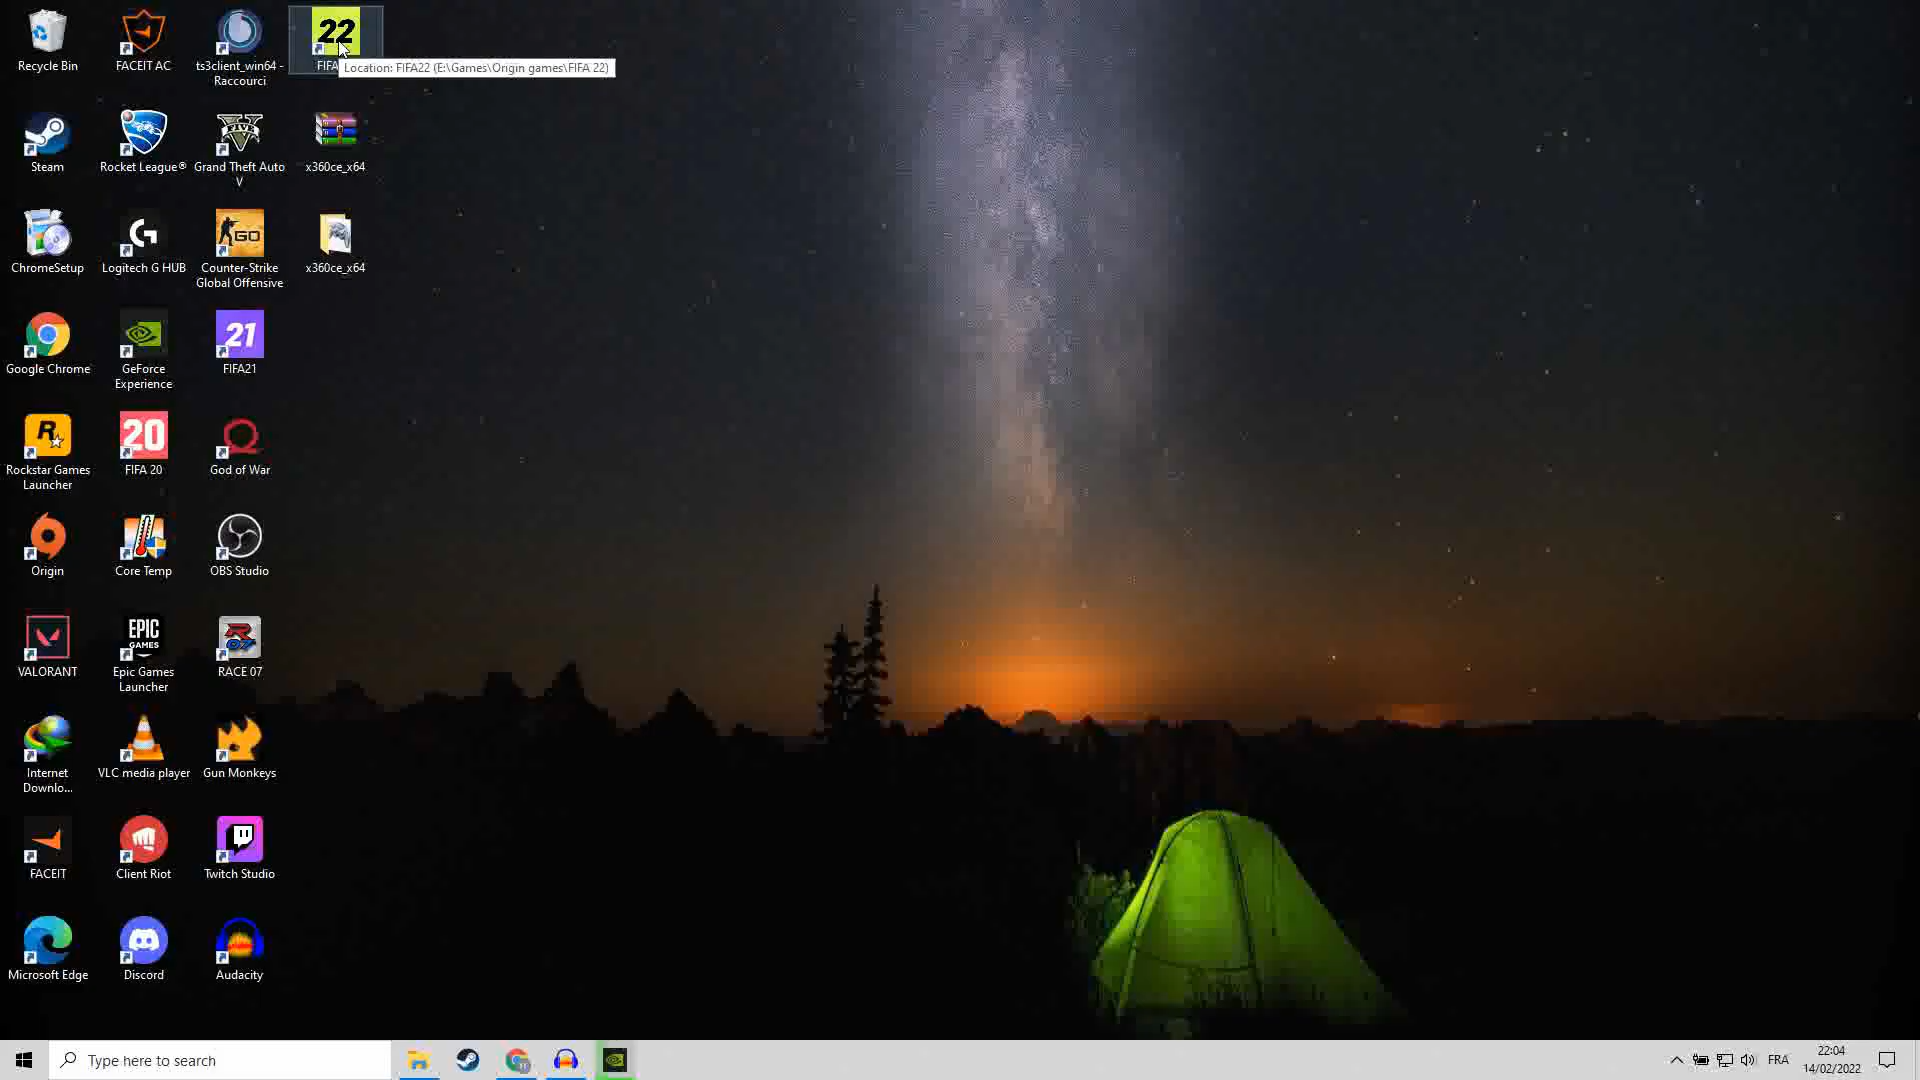 Recycle Bin
FACEIT AC
ts3client_win64 -
Raccourci
22
FIFA
Location: FIFA22 (E:\Games\Origin games\FIFA 22)
Steam
Rocket League®
FIVE
Grand Theft Auto
V
x360ce_x64
ChromeSetup
Logitech G HUB
GO
Counter-Strike
Global Offensive
x360ce_x64
Google Chrome
GeForce
Experience
21
FIFA21
R
Rockstar Games
Launcher
20
FIFA 20
God of War
Origin
Core Temp
OBS Studio
VALORANT
EPIC
GAMES
Epic Games
Launcher
R
07
RACE 07
Internet
Downlo...
VLC media player
Gun Monkeys
FACEIT
Client Riot
Twitch Studio
Microsoft Edge
Discord
Audacity
Type here to search
FRA
22:04
14/02/2022